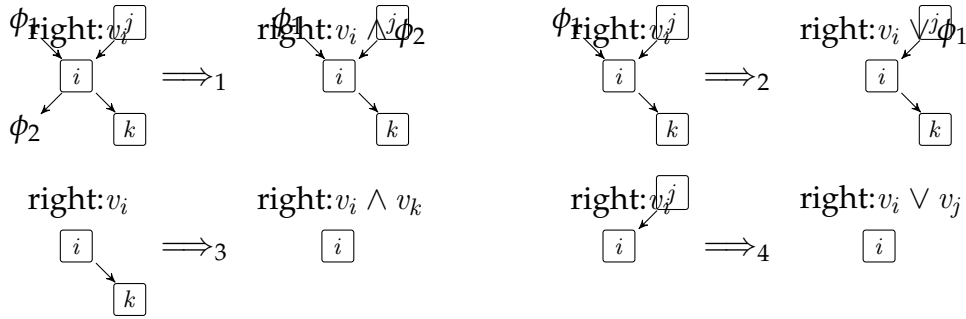 ϕ₁ right:v_i j right:v_i ∧ ϕ₂ ϕ₁ j ϕ₁ right:v_i j right:v_i ∨ ϕ₁ j
i ⟹₁ i i ⟹₂ i
ϕ₂ k k k k
right:v_i right:v_i ∧ v_k right:v_i j right:v_i ∨ v_j
i ⟹₃ i i ⟹₄ i
k